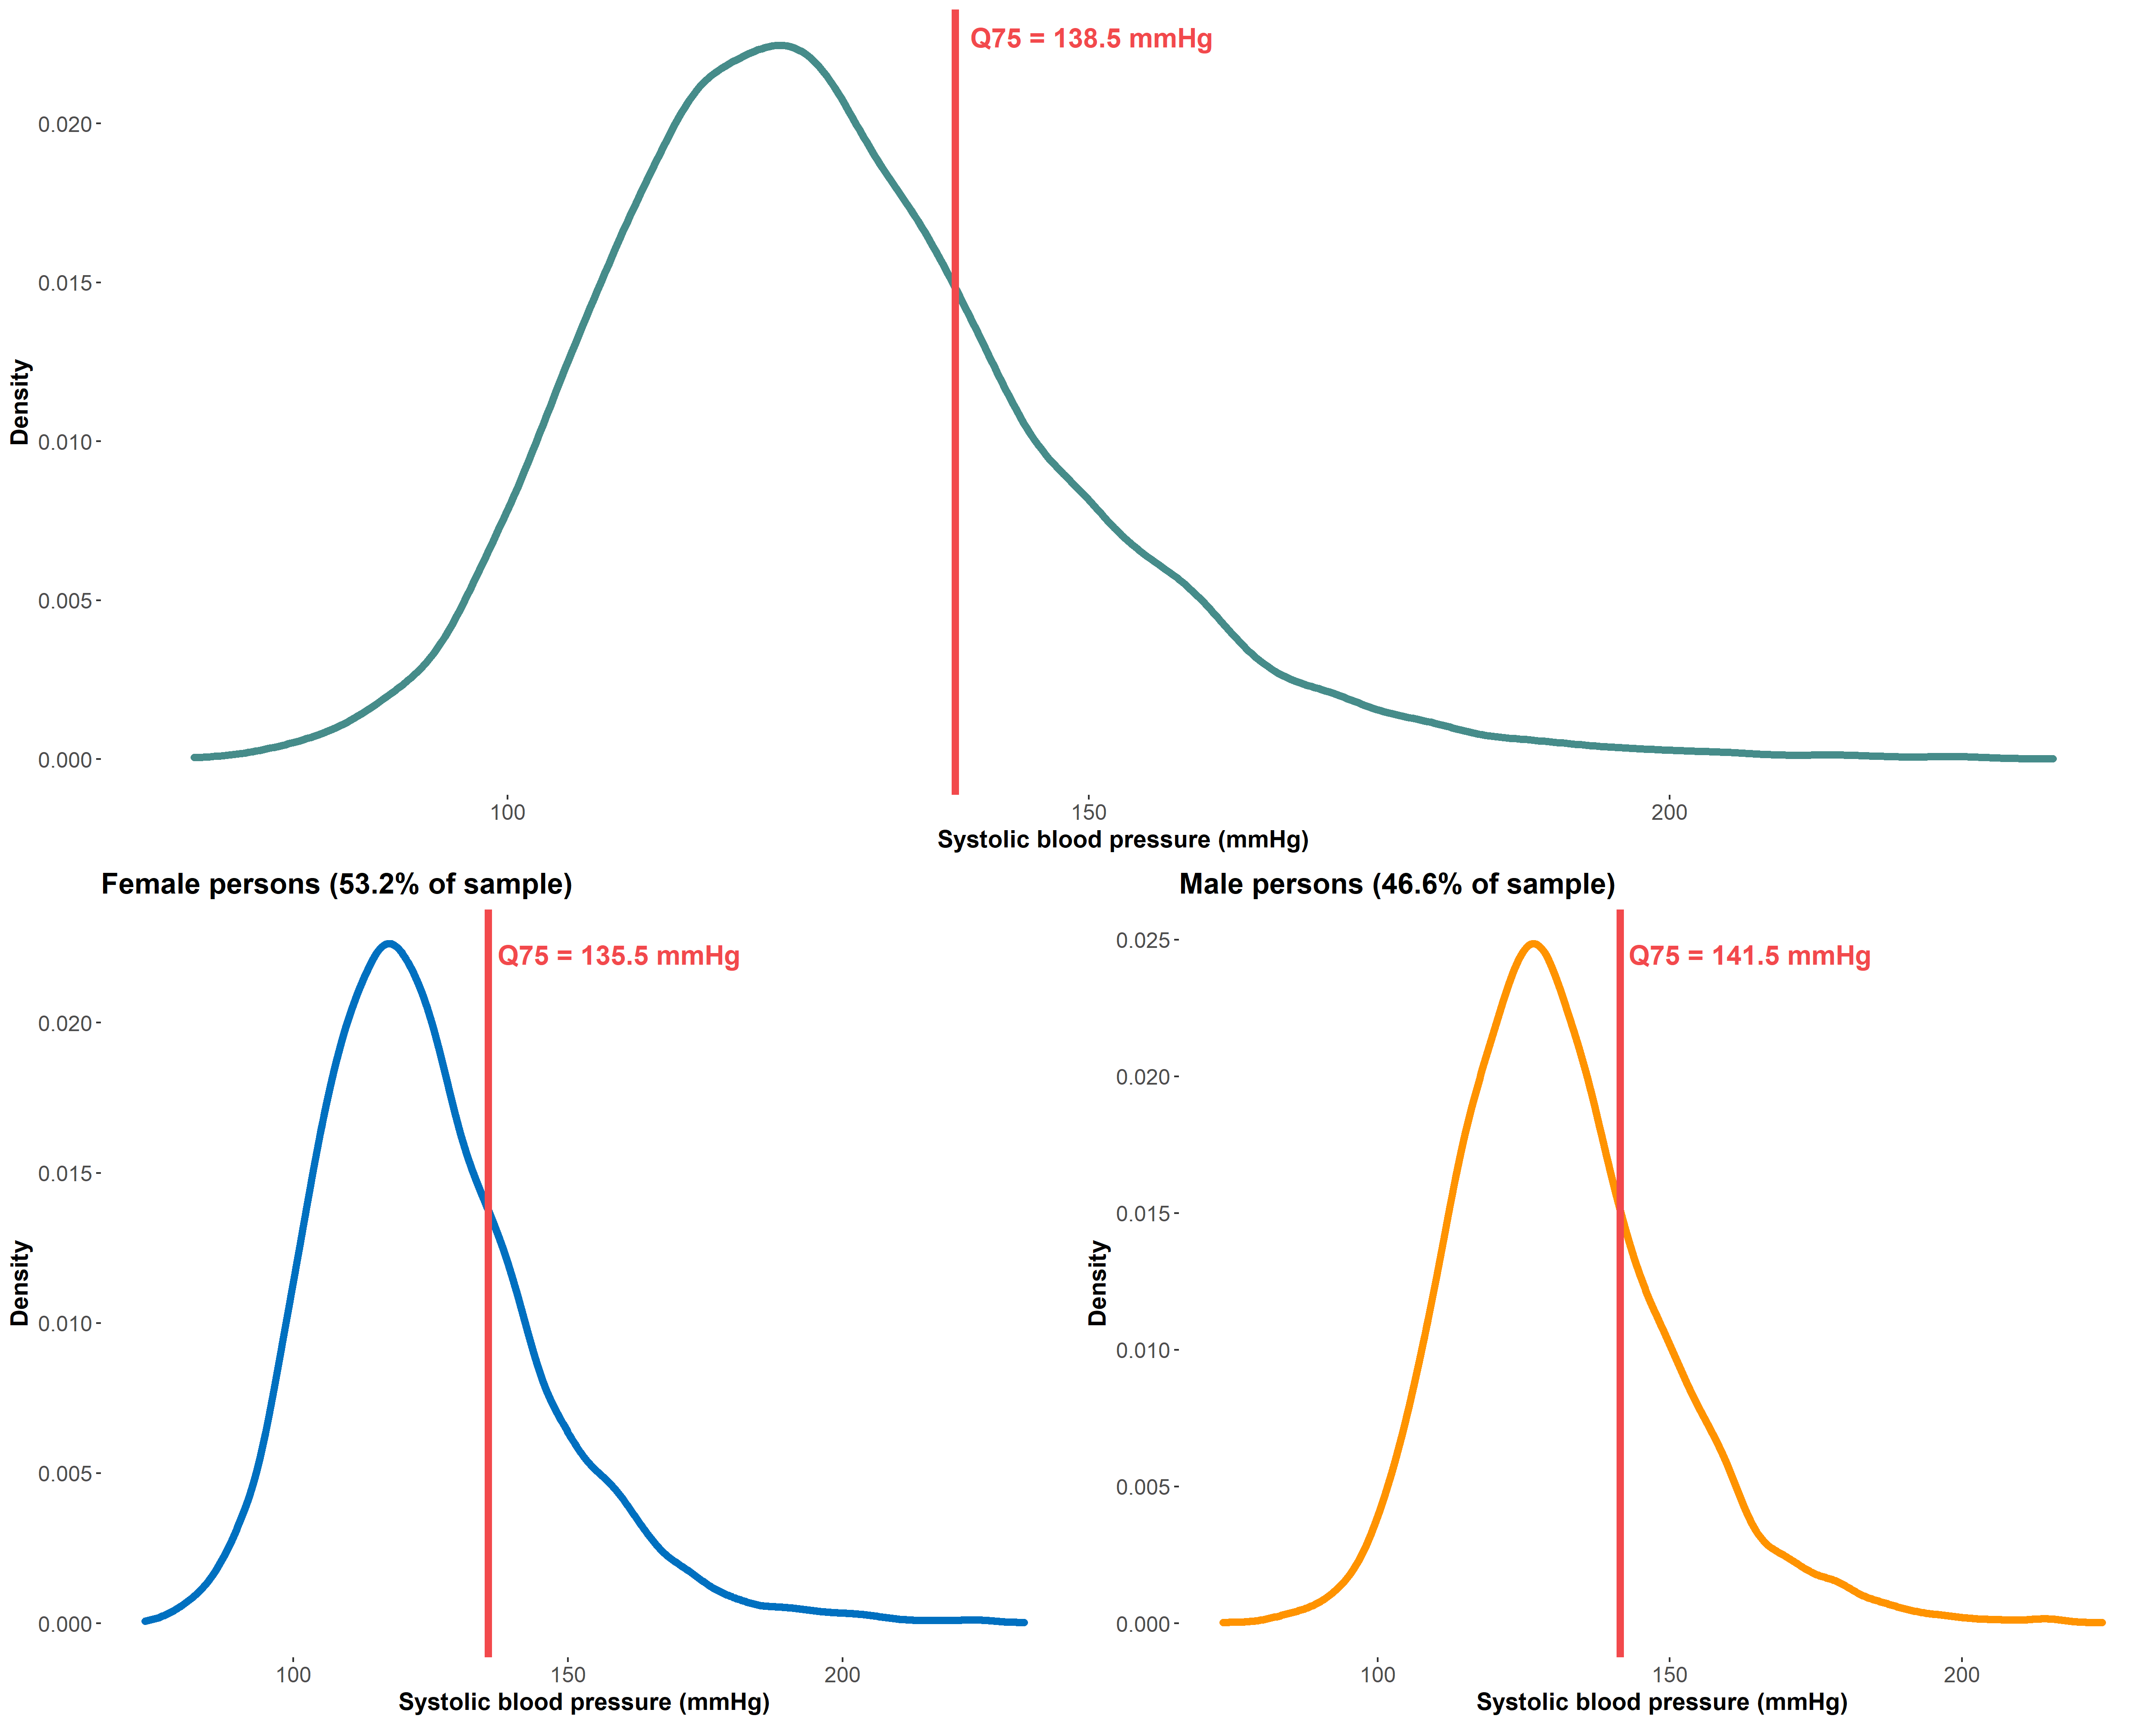 Q75 = 138.5 mmHg
0.020
0.015
0.010
0.005
0.000
Density
100 150 200
Systolic blood pressure (mmHg)
Female persons (53.2% of sample)
Q75 = 135.5 mmHg
0.020
0.015
0.010
0.005
0.000
Density
100 150 200
Systolic blood pressure (mmHg)
Male persons (46.6% of sample)
Q75 = 141.5 mmHg
0.025
0.020
0.015
0.010
0.005
0.000
Density
100 150 200
Systolic blood pressure (mmHg)